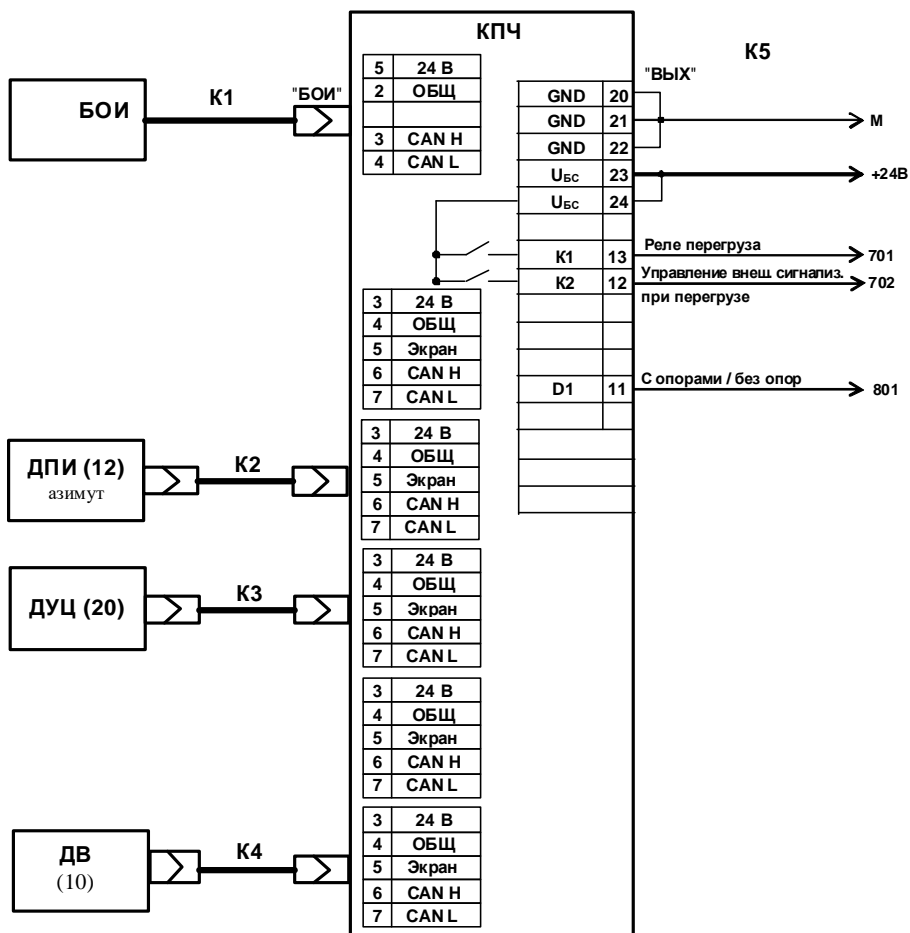 КПЧ
К5
БОИ
К1
"БОИ"
5 24 В
2 ОБЩ
3 CAN H
4 CAN L
"ВЫХ"
GND 20
GND 21
GND 22
UБС 23
UБС 24
К1 13
К2 12
D1 11
М
+24В
Реле перегруза
701
Управление внеш. сигнализ.
при перегрузе
702
С опорами / без опор
801
3 24 В
4 ОБЩ
5 Экран
6 CAN H
7 CAN L
ДПИ (12)
азимут
К2
3 24 В
4 ОБЩ
5 Экран
6 CAN H
7 CAN L
ДУЦ (20)
К3
3 24 В
4 ОБЩ
5 Экран
6 CAN H
7 CAN L
3 24 В
4 ОБЩ
5 Экран
6 CAN H
7 CAN L
ДВ
(10)
К4
3 24 В
4 ОБЩ
5 Экран
6 CAN H
7 CAN L